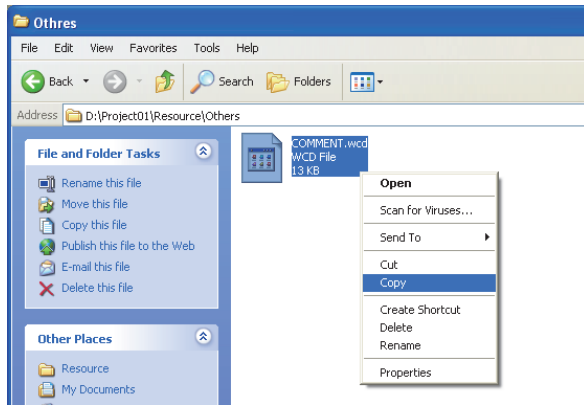 Othres
File Edit View Favorites Tools Help
Back Search Folders
Address D:\Project01\Resource\Others
File and Folder Tasks
Rename this file
Move this file
Copy this file
Publish this file to the Web
E-mail this file
Delete this file
Other Places
Resource
My Documents
COMMENT.wcd
WCD File
13 KB
Open
Scan for Viruses...
Send To
Cut
Copy
Create Shortcut
Delete
Rename
Properties